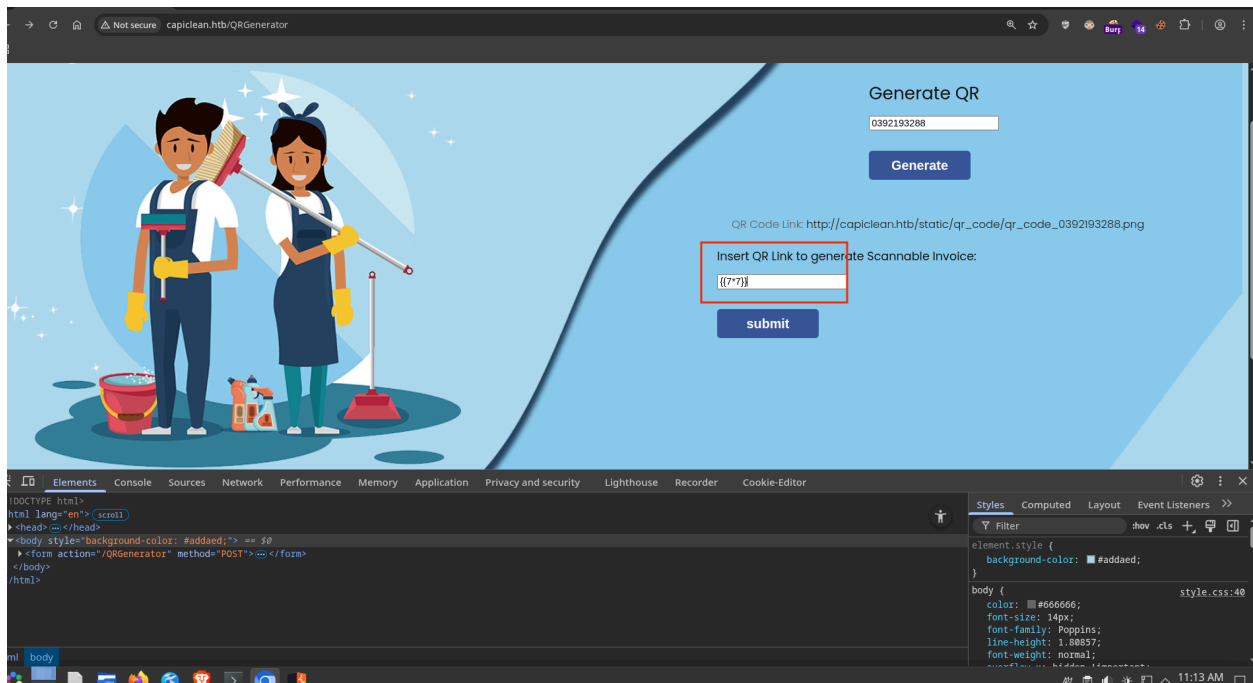 Not secure capiclean.htb/QRGenerator
Burp
14
Generate QR
0392193288
Generate
QR Code Link: http://capiclean.htb/static/qr_code/qr_code_0392193288.png
Insert QR Link to generate Scannable Invoice:
{{7*7}}
submit
Elements Console Sources Network Performance Memory Application Privacy and security Lighthouse Recorder Cookie-Editor
!DOCTYPE html>
html lang="en"> scroll
<head> … </head>
<body style="background-color: #addaed;"> == $0
<form action="/QRGenerator" method="POST"> … </form>
</body>
/html>
Styles Computed Layout Event Listeners
Filter :hov .cls
element.style {
background-color: #addaed;
}
body { style.css:40
color: #666666;
font-size: 14px;
font-family: Poppins;
line-height: 1.80857;
font-weight: normal;
ml body
11:13 AM